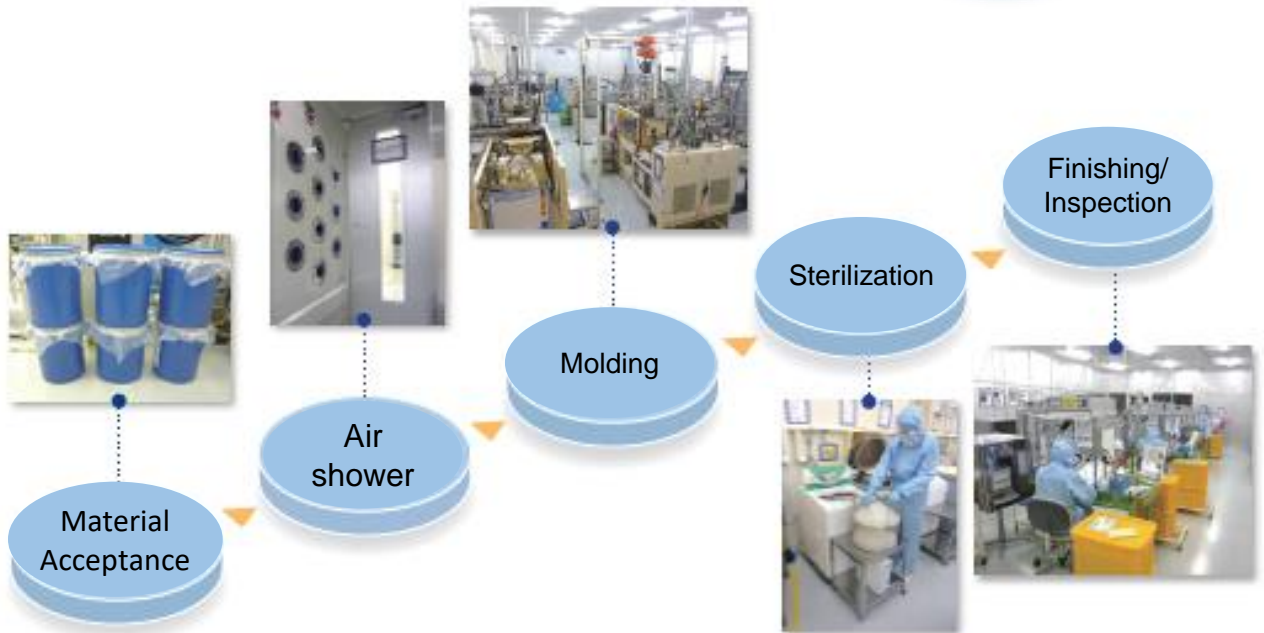 Material
Acceptance
Air
shower
Molding
Sterilization
Finishing/
Inspection